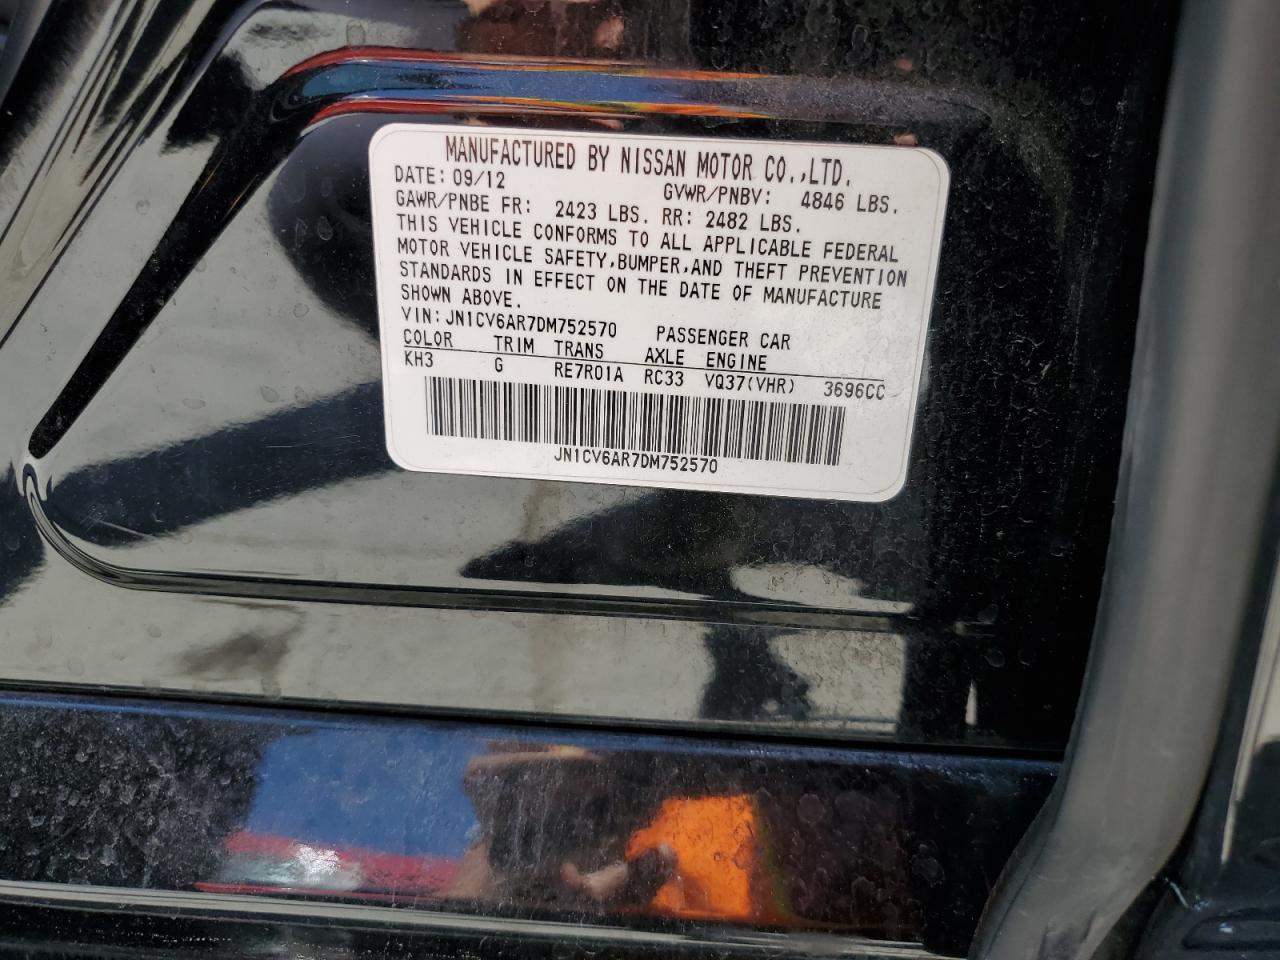 MANUFACTURED BY NISSAN MOTOR CO.,LTD.
DATE: 09/12 GVWR/PNBV: 4846 LBS.
GAWR/PNBE FR: 2423 LBS. RR: 2482 LBS.
THIS VEHICLE CONFORMS TO ALL APPLICABLE FEDERAL
MOTOR VEHICLE SAFETY,BUMPER,AND THEFT PREVENTION
STANDARDS IN EFFECT ON THE DATE OF MANUFACTURE
SHOWN ABOVE.
VIN:JN1CV6AR7DM752570 PASSENGER CAR
COLOR TRIM TRANS AXLE ENGINE
KH3 G RE7R01A RC33 VQ37(VHR) 3696CC
JN1CV6AR7DM752570